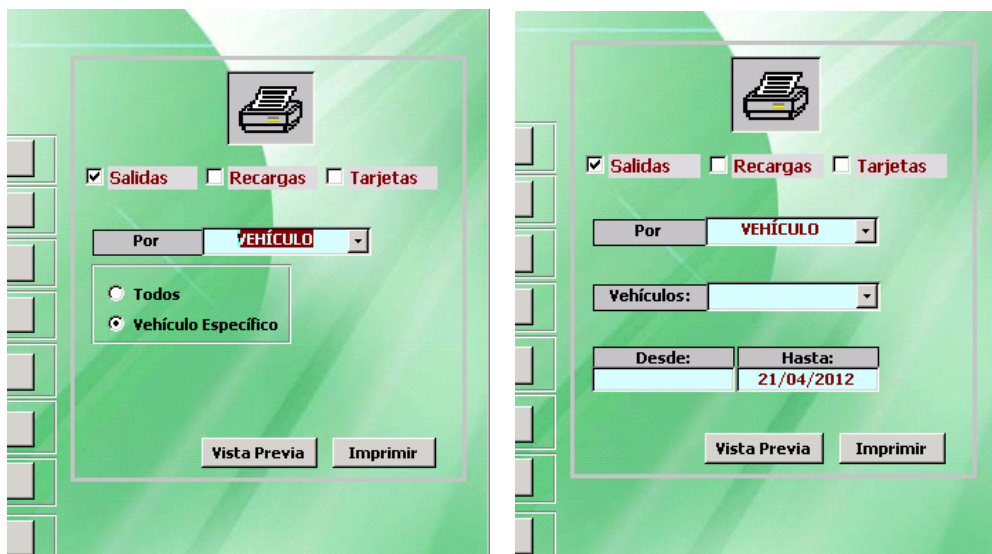 Salidas Recargas Tarjetas
Por VEHÍCULO
Todos
Vehículo Específico
Vista Previa Imprimir
Salidas Recargas Tarjetas
Por VEHÍCULO
Vehículos:
Desde: Hasta:
21/04/2012
Vista Previa Imprimir